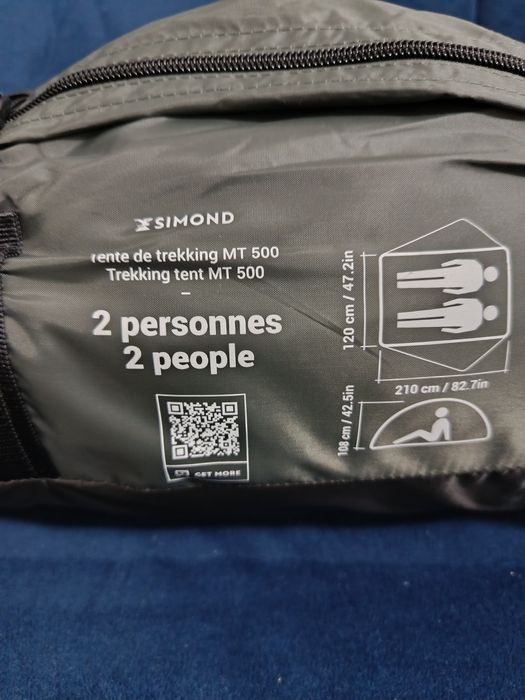 SIMOND
Tente de trekking MT 500
Trekking tent MT 500
–
2 personnes
2 people
GET MORE
120 cm / 47.2in
210 cm / 82.7in
108 cm / 42.5in